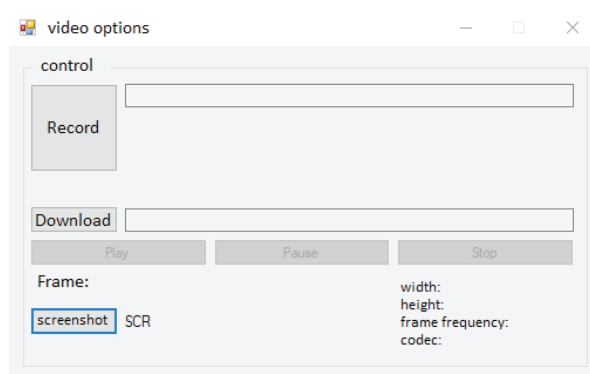 video options
control
Record
Download
Play Pause Stop
Frame:
screenshot SCR
width:
height:
frame frequency:
codec: